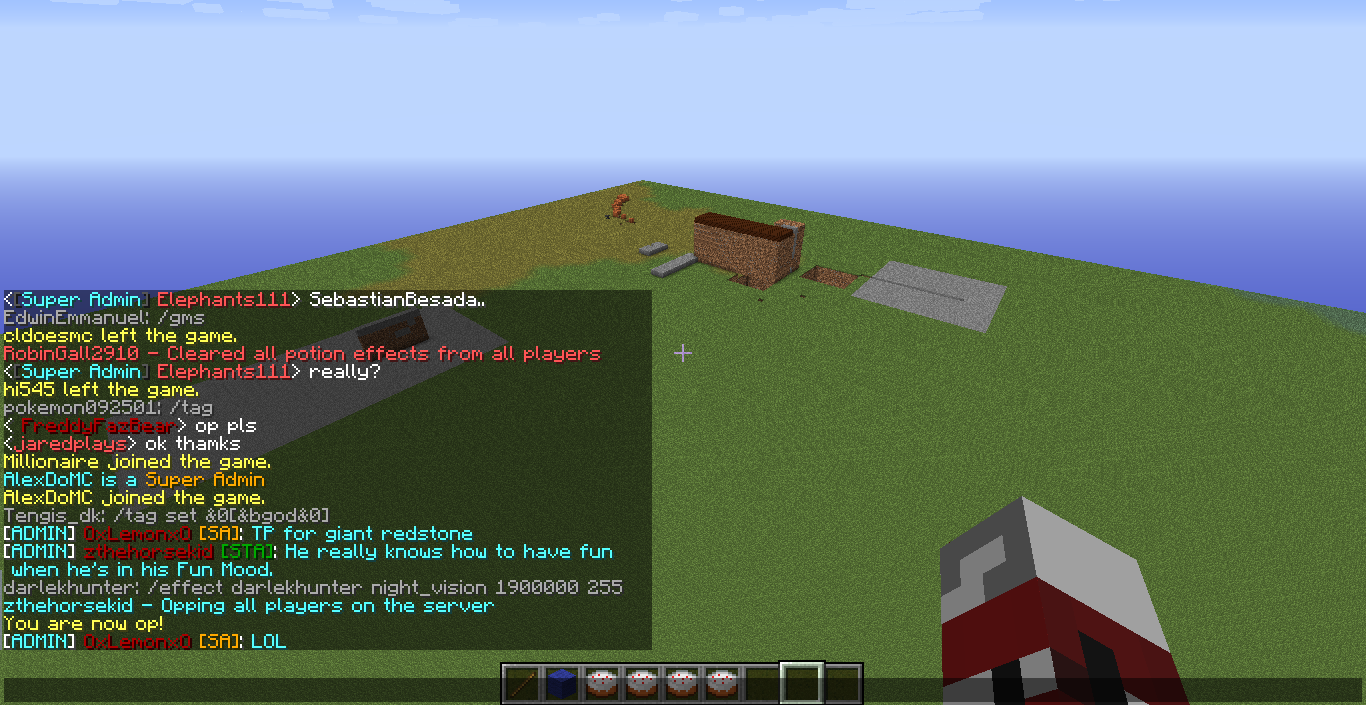 <[Super Admin] Elephants111> SebastianBesada..
EdwinEmmanuel: /gms
cldoesmc left the game.
RobinGall2910 - Cleared all potion effects from all players
<[Super Admin] Elephants111> really?
hi545 left the game.
pokemon092501: /tag
< FreddyFazBear> op pls
<jaredplays> ok thanks
Millionaire joined the game.
AlexDoMC is a Super Admin
AlexDoMC joined the game.
Tengis_dk: /tag set &0[&bgod&0]
[ADMIN] 0xLemonx0 [SA]: TP for giant redstone
[ADMIN] zthehorsekid [STA]: He really knows how to have fun
when he's in his Fun Mood.
darlekhunter: /effect darlekhunter night_vision 1900000 255
zthehorsekid - Opping all players on the server
You are now op!
[ADMIN] 0xLemonx0 [SA]: LOL